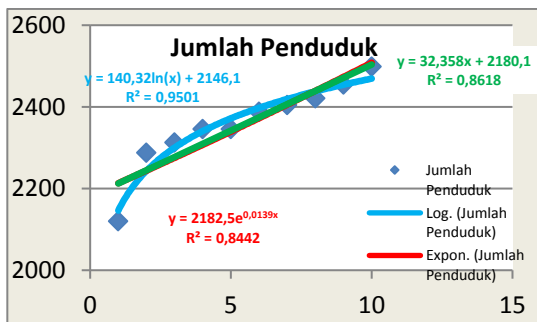 Jumlah Penduduk
2600
2400
2200
2000
0
5
10
15
y = 140,32ln(x) + 2146,1
R² = 0,9501
y = 32,358x + 2180,1
R² = 0,8618
y = 2182,5e^0,0139x
R² = 0,8442
Jumlah
Penduduk
Log. (Jumlah
Penduduk)
Expon. (Jumlah
Penduduk)